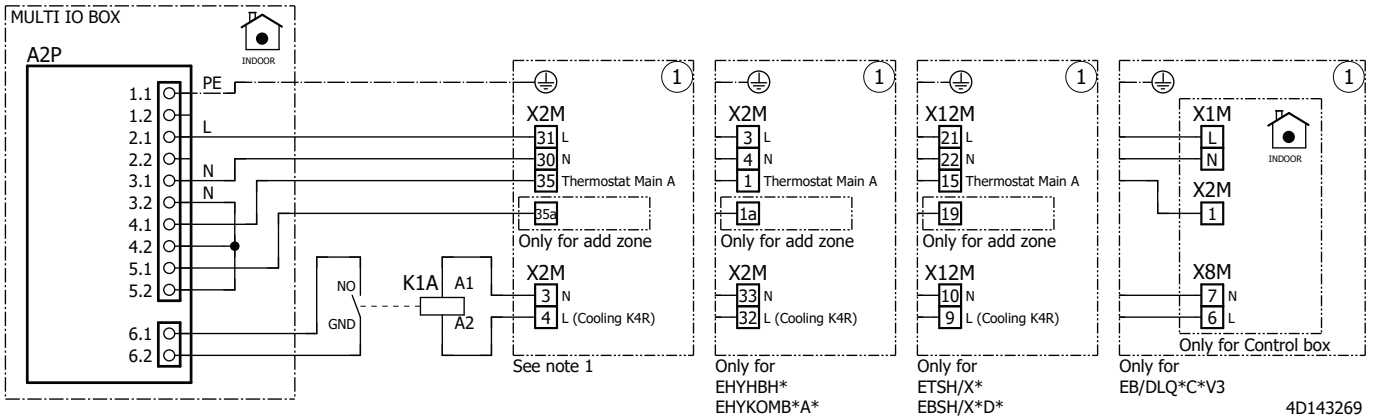 MULTI IO BOX
INDOOR
A2P
1.1
1.2
2.1
2.2
3.1
3.2
4.1
4.2
5.1
5.2
6.1
6.2
PE
L
N
N
NO
GND
K1A
A1
A2
1
X2M
31 L
30 N
35 Thermostat Main A
35a
Only for add zone
X2M
3 N
4 L (Cooling K4R)
See note 1
1
X2M
3 L
4 N
1 Thermostat Main A
1a
Only for add zone
X2M
33 N
32 L (Cooling K4R)
Only for
EHYHBH*
EHYKOMB*A*
1
X12M
21 L
22 N
15 Thermostat Main A
19
Only for add zone
X12M
10 N
9 L (Cooling K4R)
Only for
ETSH/X*
EBSH/X*D*
1
X1M
L
N
INDOOR
X2M
1
X8M
7 N
6 L
Only for Control box
Only for
EB/DLQ*C*V3
4D143269